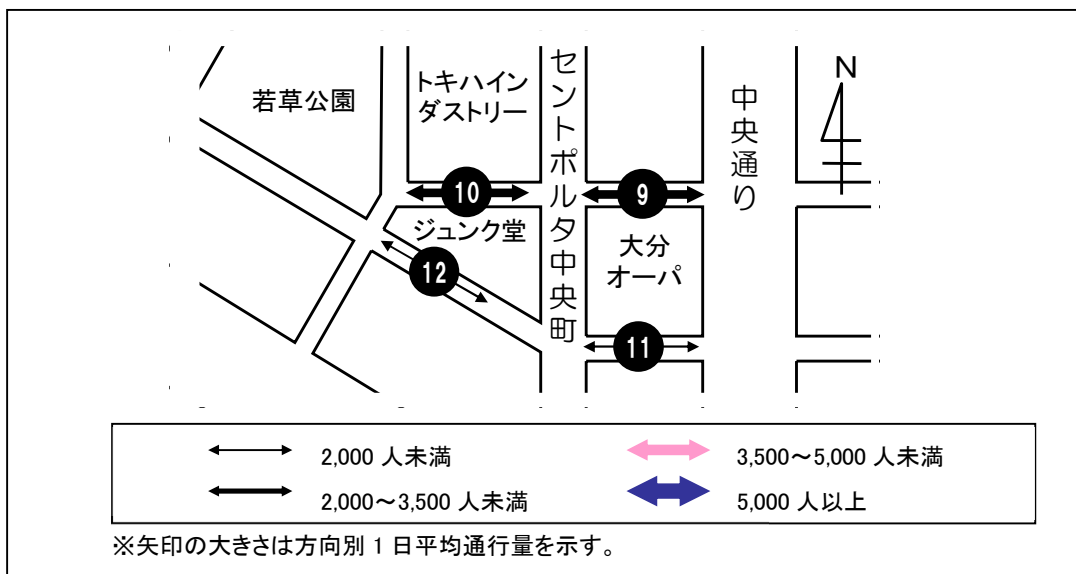 若草公園
トキハイン
ダストリー
セントポルタ中央町
中央通り
N
10
9
ジュンク堂
大分
オーパ
12
11
2,000 人未満
3,500～5,000 人未満
2,000～3,500 人未満
5,000 人以上
※矢印の大きさは方向別 1 日平均通行量を示す。